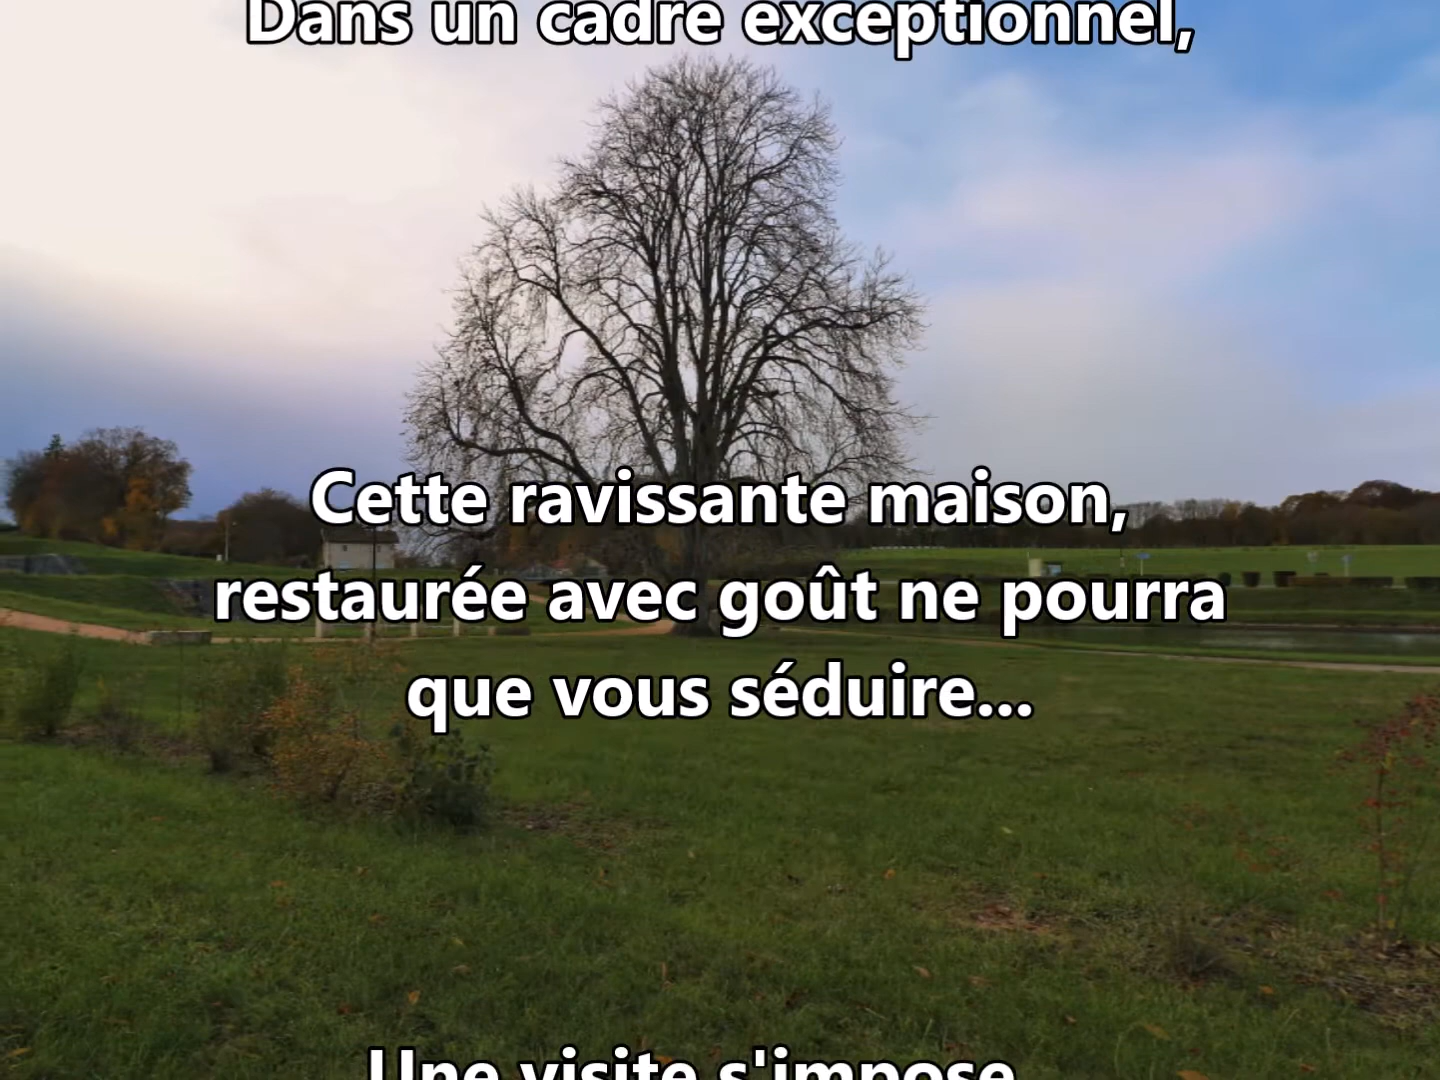 Dans un cadre exceptionnel,
Cette ravissante maison,
restaurée avec goût ne pourra
que vous séduire...
Une visite s'impose